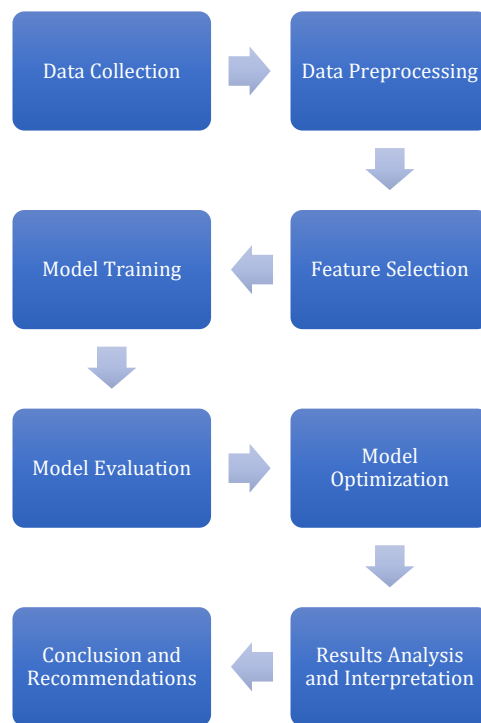 Data Collection
Data Preprocessing
Feature Selection
Model Training
Model Evaluation
Model
Optimization
Results Analysis
and Interpretation
Conclusion and
Recommendations